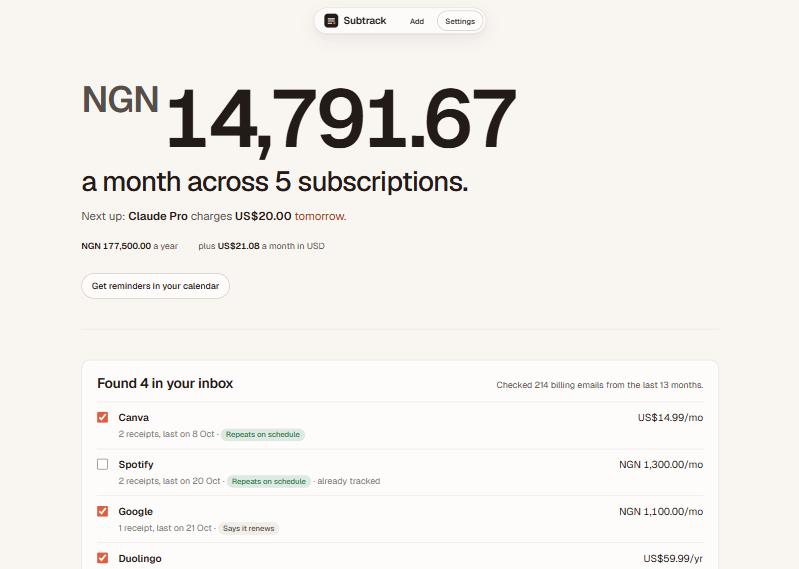 Subtrack Add Settings
NGN 14,791.67
a month across 5 subscriptions.
Next up: Claude Pro charges US$20.00 tomorrow.
NGN 177,500.00 a year plus US$21.08 a month in USD
Get reminders in your calendar
Found 4 in your inbox Checked 214 billing emails from the last 13 months.
Canva US$14.99/mo
2 receipts, last on 8 Oct · Repeats on schedule
Spotify NGN 1,300.00/mo
2 receipts, last on 20 Oct · Repeats on schedule · already tracked
Google NGN 1,100.00/mo
1 receipt, last on 21 Oct · Says it renews
Duolingo US$59.99/yr